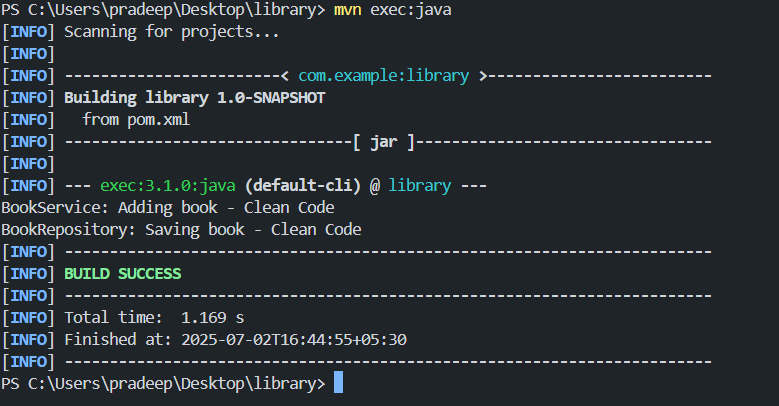 PS C:\Users\pradeep\Desktop\library> mvn exec:java
[INFO] Scanning for projects...
[INFO]
[INFO] ------------------------< com.example:library >-------------------------
[INFO] Building library 1.0-SNAPSHOT
[INFO]   from pom.xml
[INFO] --------------------------------[ jar ]---------------------------------
[INFO]
[INFO] --- exec:3.1.0:java (default-cli) @ library ---
BookService: Adding book - Clean Code
BookRepository: Saving book - Clean Code
[INFO] ------------------------------------------------------------------------
[INFO] BUILD SUCCESS
[INFO] ------------------------------------------------------------------------
[INFO] Total time:  1.169 s
[INFO] Finished at: 2025-07-02T16:44:55+05:30
[INFO] ------------------------------------------------------------------------
PS C:\Users\pradeep\Desktop\library>